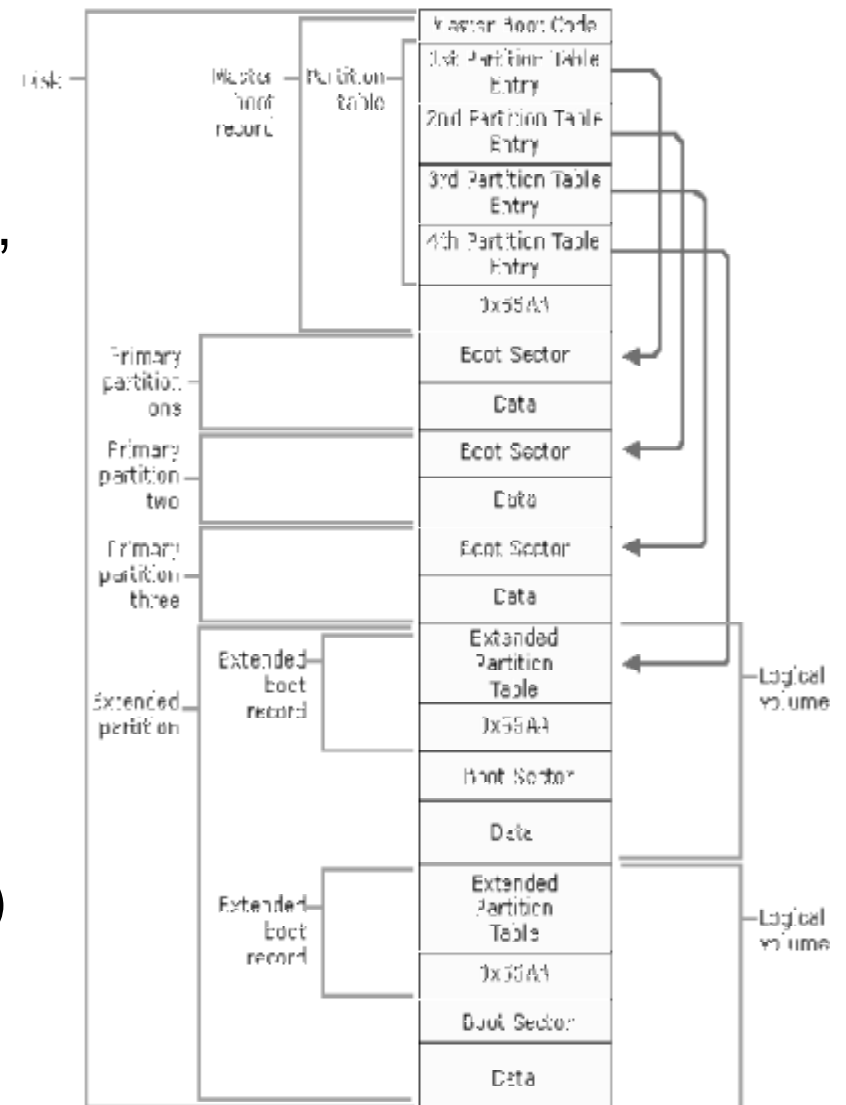 ,
)
Disk
Master
boot
record
Partition
table
Master Boot Code
1st Partition Table
Entry
2nd Partition Table
Entry
3rd Partition Table
Entry
4th Partition Table
Entry
0x55AA
Primary
partition
one
Boot Sector
Data
Primary
partition
two
Boot Sector
Data
Primary
partition
three
Boot Sector
Data
Extended
partition
Extended
boot
record
Extended
Partition
Table
0x55AA
Boot Sector
Data
Logical
volume
Extended
boot
record
Extended
Partition
Table
0x55AA
Boot Sector
Data
Logical
volume